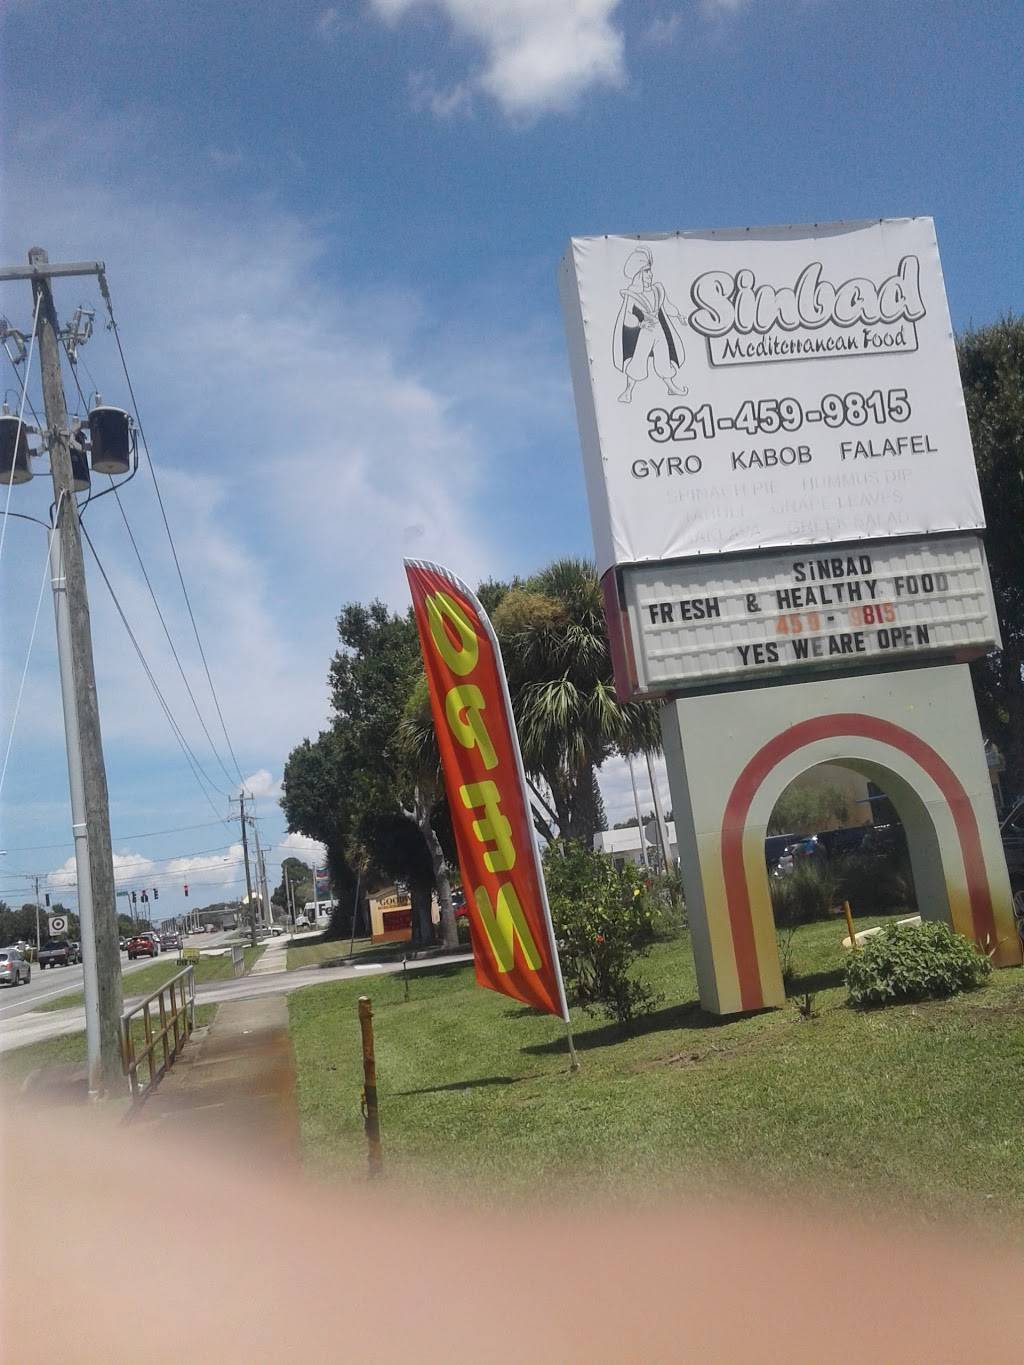 Sinbad
Mediterranean Food
321-459-9815
GYRO KABOB FALAFEL
SPINACH PIE HUMMUS DIP
GRAPE LEAVES
GREEK SALAD
SiNBAD
FRESH & HEALTHY FOOD
459-9815
YES WE ARE OPEN
OPEN